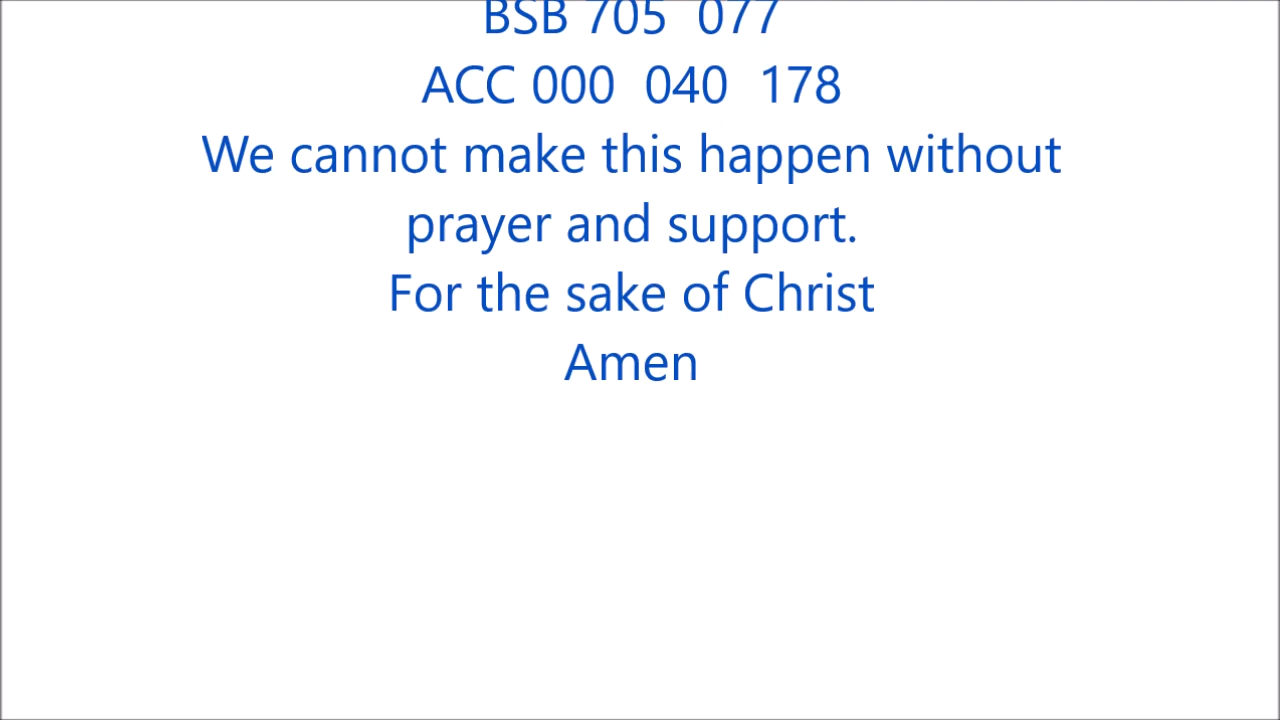 BSB 705 077
ACC 000 040 178
We cannot make this happen without
prayer and support.
For the sake of Christ
Amen